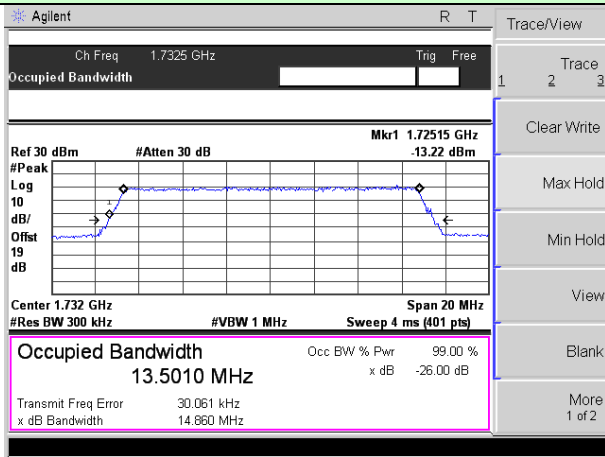 Agilent R T
Trace/View
Ch Freq 1.7325 GHz Trig Free
Occupied Bandwidth
Trace
1 2 3
Clear Write
Mkr1 1.72515 GHz
Ref 30 dBm #Atten 30 dB -13.22 dBm
#Peak
Log
10
dB/
Offst
19
dB
1
Max Hold
Min Hold
Center 1.732 GHz Span 20 MHz
#Res BW 300 kHz #VBW 1 MHz Sweep 4 ms (401 pts)
View
Occupied Bandwidth Occ BW % Pwr 99.00 %
13.5010 MHz x dB -26.00 dB
Blank
Transmit Freq Error 30.061 kHz
x dB Bandwidth 14.860 MHz
More
1 of 2